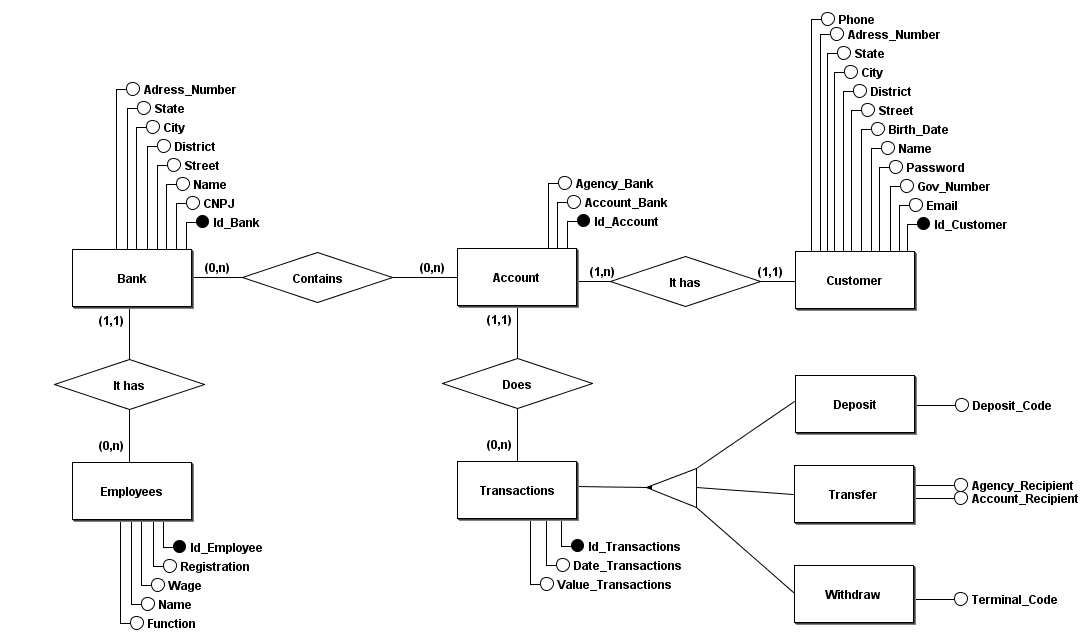 Phone
Adress_Number
State
City
District
Street
Birth_Date
Name
Password
Gov_Number
Email
Id_Customer
Adress_Number
State
City
District
Street
Name
CNPJ
Id_Bank
Agency_Bank
Account_Bank
Id_Account
Bank
(0,n)
Contains
(0,n)
Account
(1,n)
It has
(1,1)
Customer
(1,1)
It has
(0,n)
Employees
Id_Employee
Registration
Wage
Name
Function
(1,1)
Does
(0,n)
Transactions
Id_Transactions
Date_Transactions
Value_Transactions
Deposit
Deposit_Code
Transfer
Agency_Recipient
Account_Recipient
Withdraw
Terminal_Code